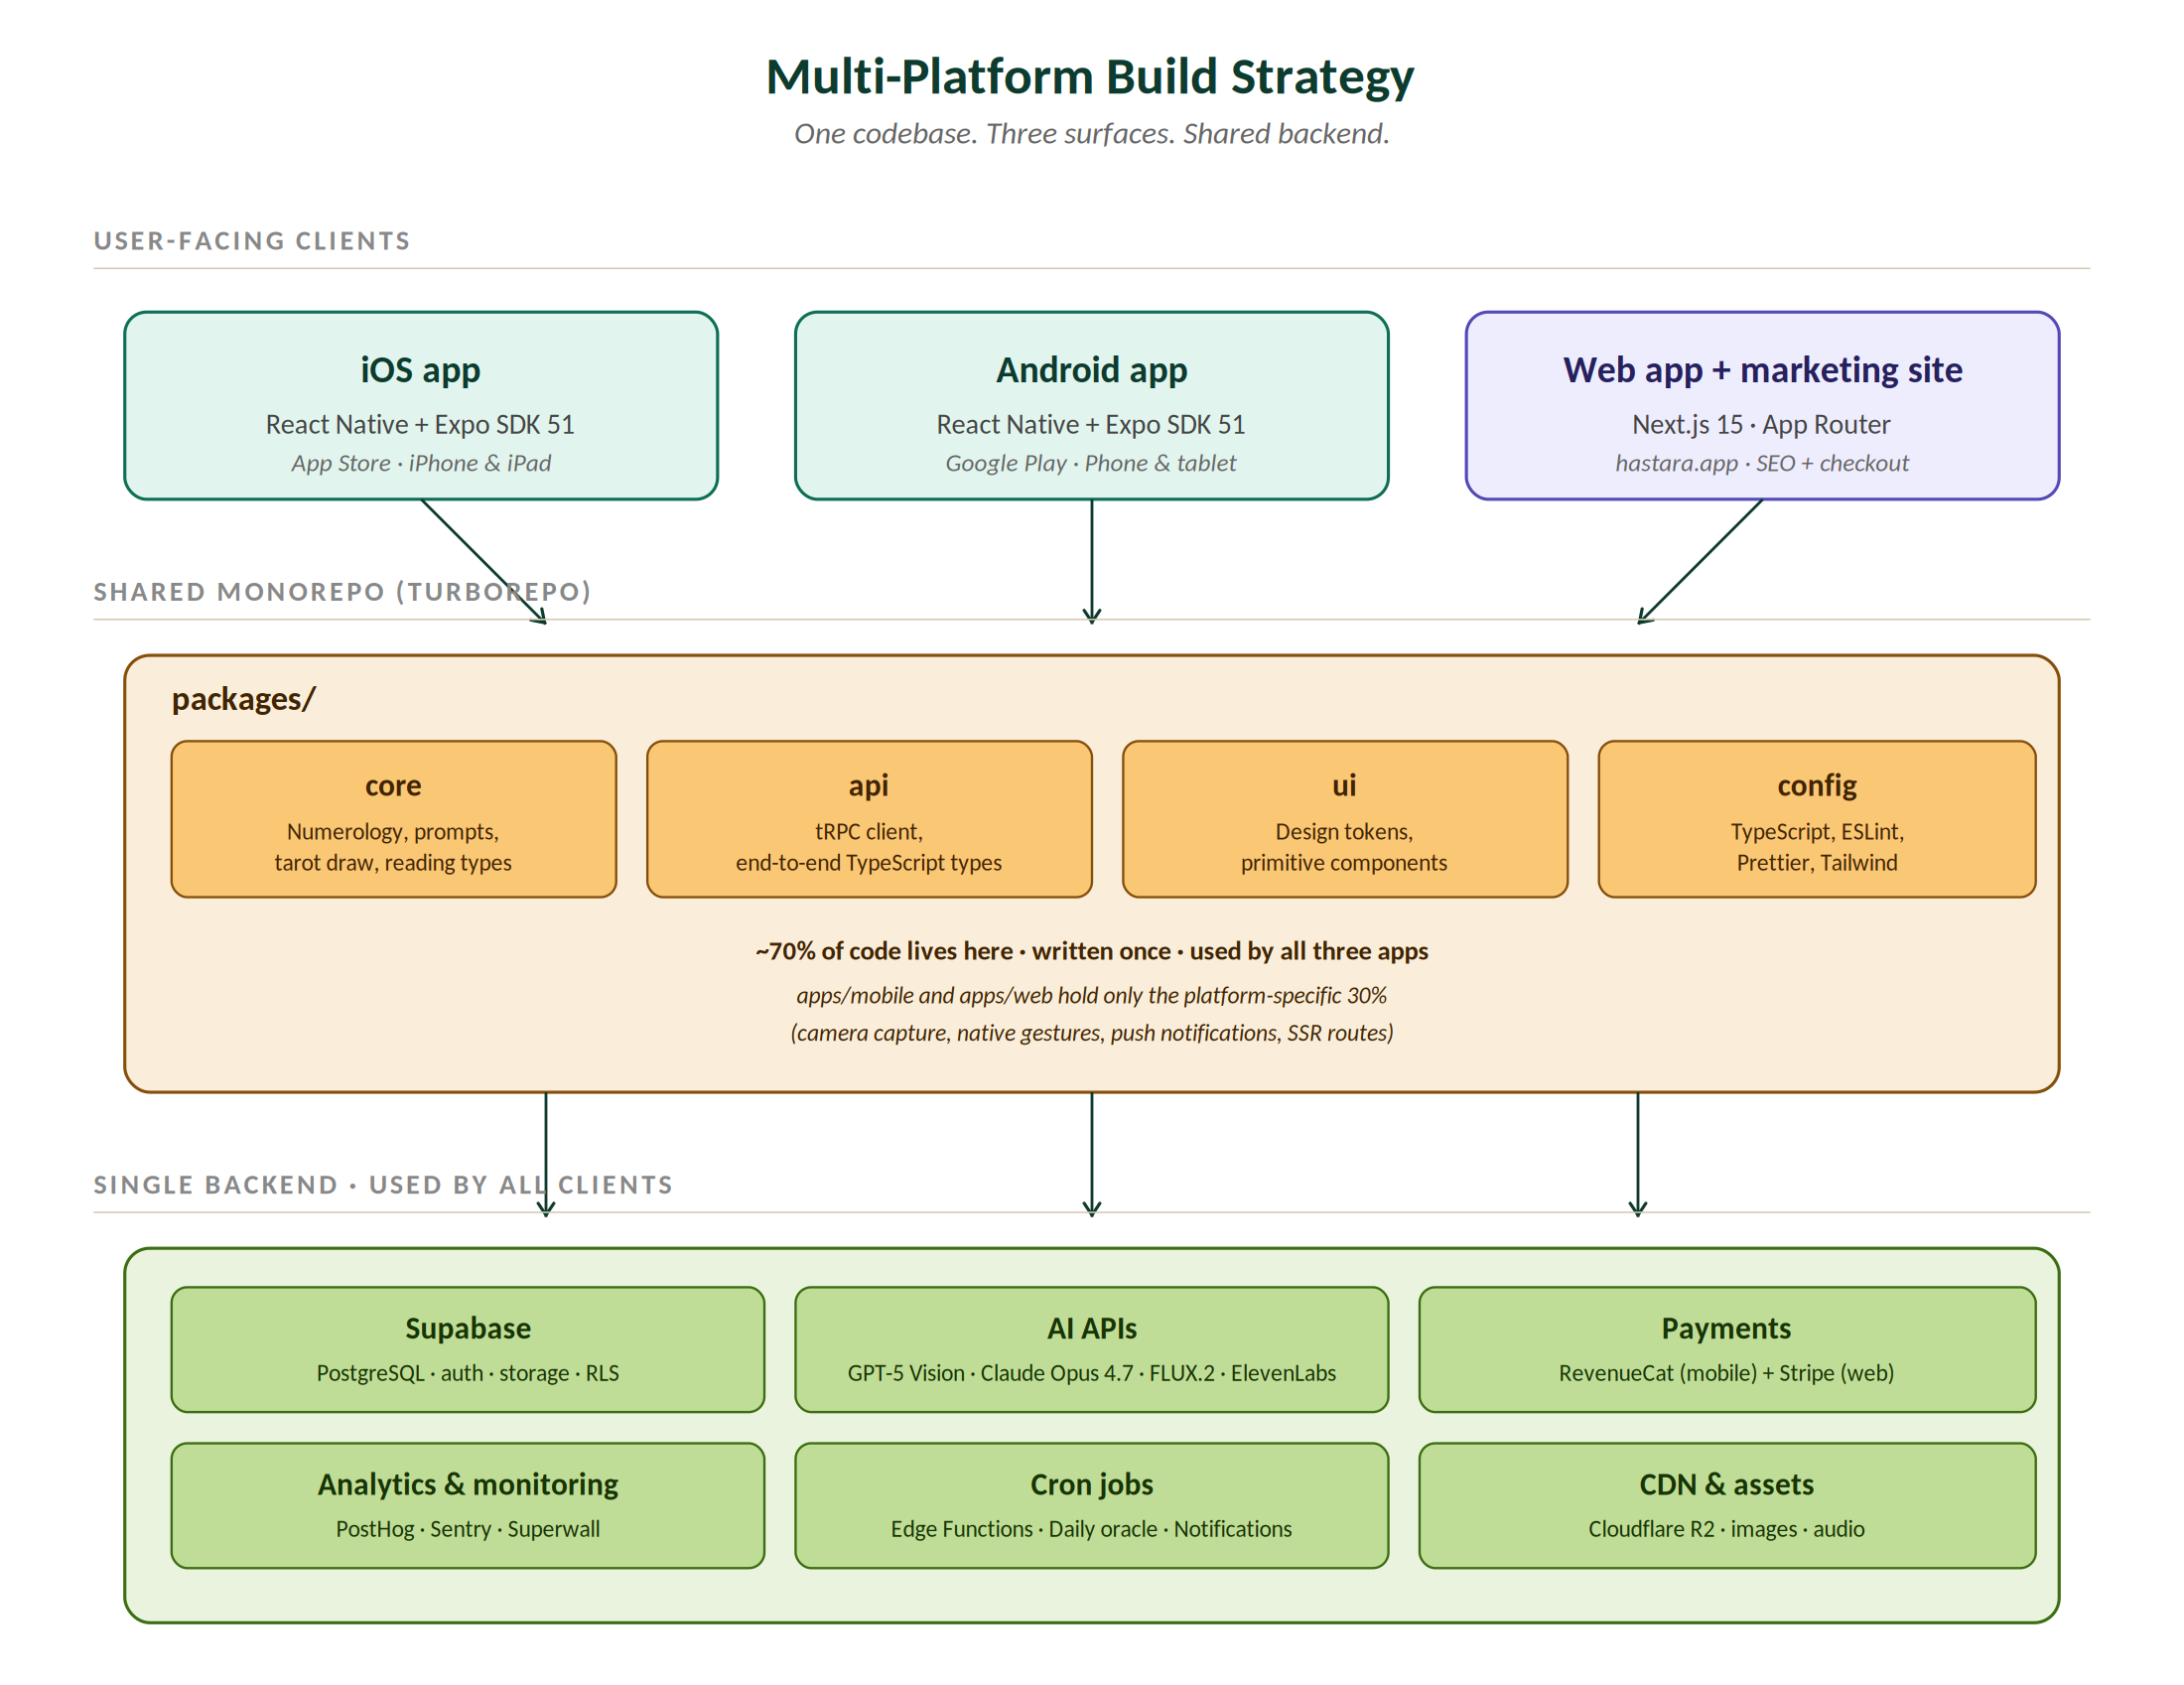 Multi-Platform Build Strategy
One codebase. Three surfaces. Shared backend.
USER-FACING CLIENTS
iOS app
React Native + Expo SDK 51
App Store · iPhone & iPad
Android app
React Native + Expo SDK 51
Google Play · Phone & tablet
Web app + marketing site
Next.js 15 · App Router
hastara.app · SEO + checkout
SHARED MONOREPO (TURBOREPO)
packages/
core
Numerology, prompts,
tarot draw, reading types
api
tRPC client,
end-to-end TypeScript types
ui
Design tokens,
primitive components
config
TypeScript, ESLint,
Prettier, Tailwind
~70% of code lives here · written once · used by all three apps
apps/mobile and apps/web hold only the platform-specific 30%
(camera capture, native gestures, push notifications, SSR routes)
SINGLE BACKEND · USED BY ALL CLIENTS
Supabase
PostgreSQL · auth · storage · RLS
AI APIs
GPT-5 Vision · Claude Opus 4.7 · FLUX.2 · ElevenLabs
Payments
RevenueCat (mobile) + Stripe (web)
Analytics & monitoring
PostHog · Sentry · Superwall
Cron jobs
Edge Functions · Daily oracle · Notifications
CDN & assets
Cloudflare R2 · images · audio